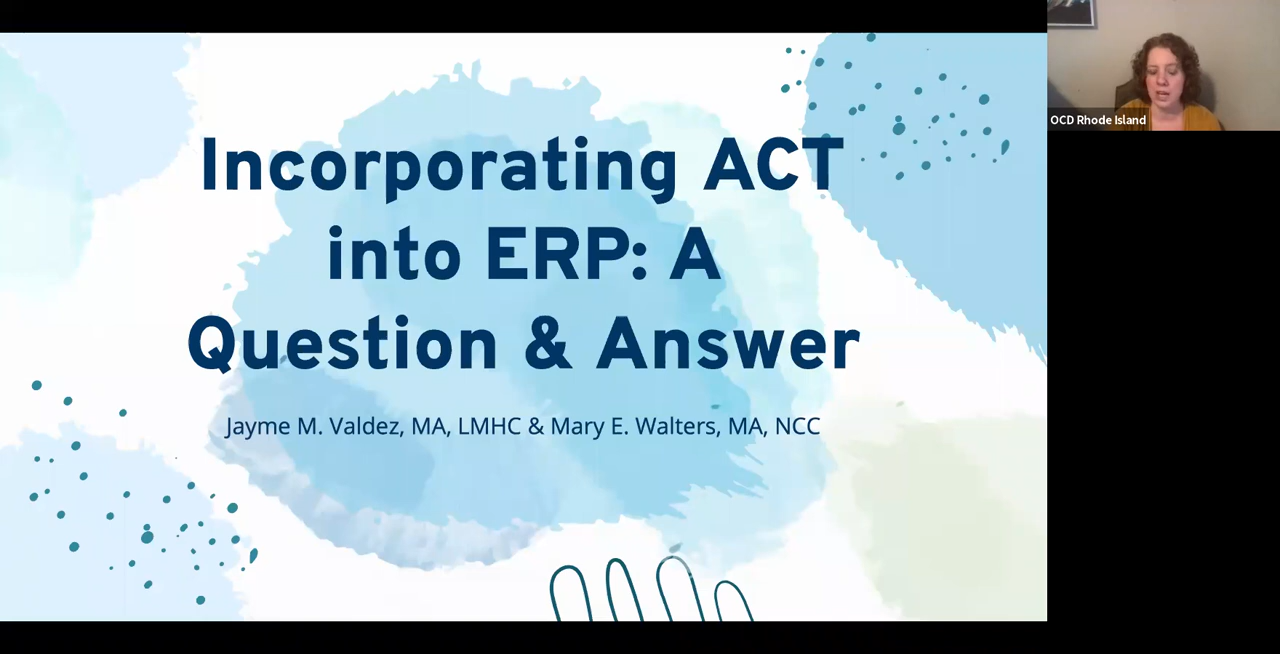 Incorporating ACT
into ERP: A
Question & Answer
Jayme M. Valdez, MA, LMHC & Mary E. Walters, MA, NCC
OCD Rhode Island